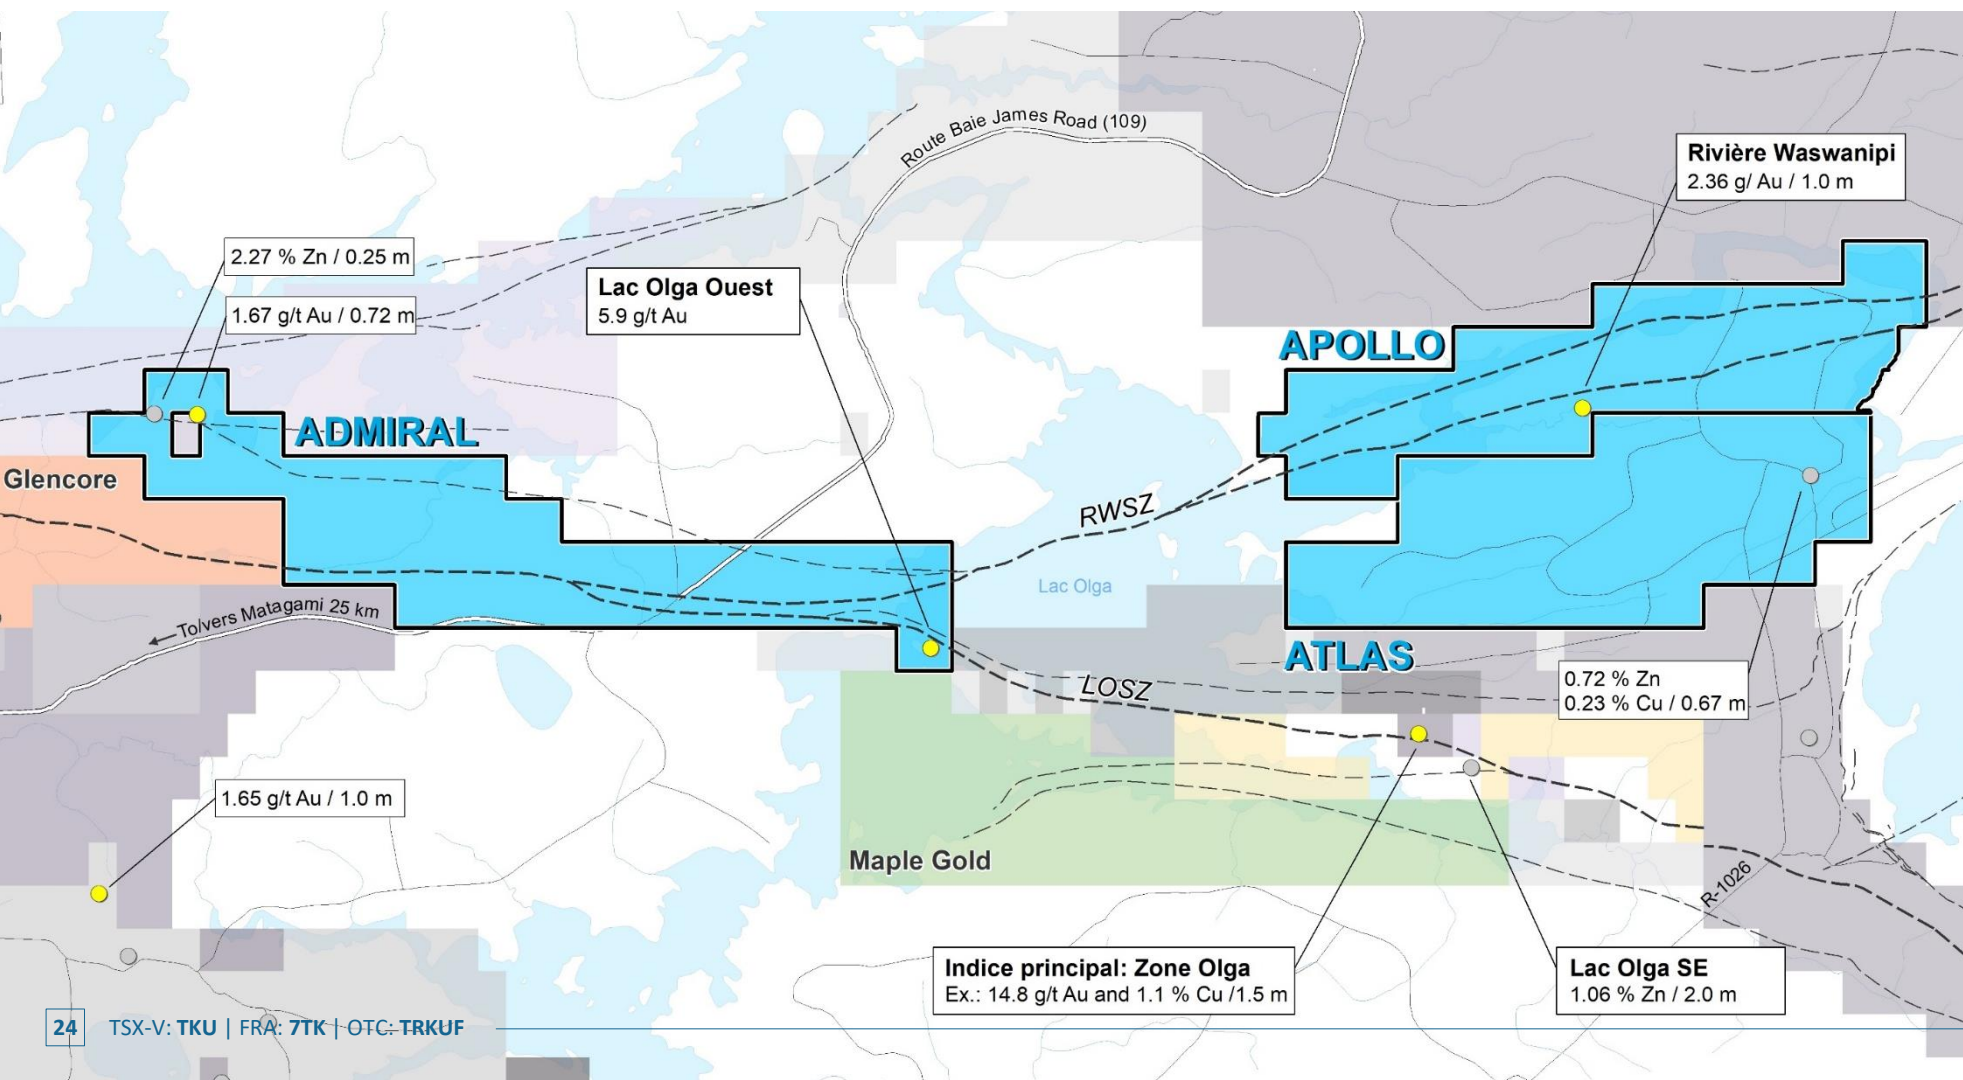 Route Baie James Road (109)
Rivière Waswanipi
2.36 g/ Au / 1.0 m
2.27 % Zn / 0.25 m
1.67 g/t Au / 0.72 m
Lac Olga Ouest
5.9 g/t Au
APOLLO
ADMIRAL
Glencore
RWSZ
Lac Olga
To/vers Matagami 25 km
ATLAS
LOSZ
0.72 % Zn
0.23 % Cu / 0.67 m
1.65 g/t Au / 1.0 m
Maple Gold
R-1026
Indice principal: Zone Olga
Ex.: 14.8 g/t Au and 1.1 % Cu /1.5 m
Lac Olga SE
1.06 % Zn / 2.0 m
24 TSX-V: TKU | FRA: 7TK | OTC: TRKUF